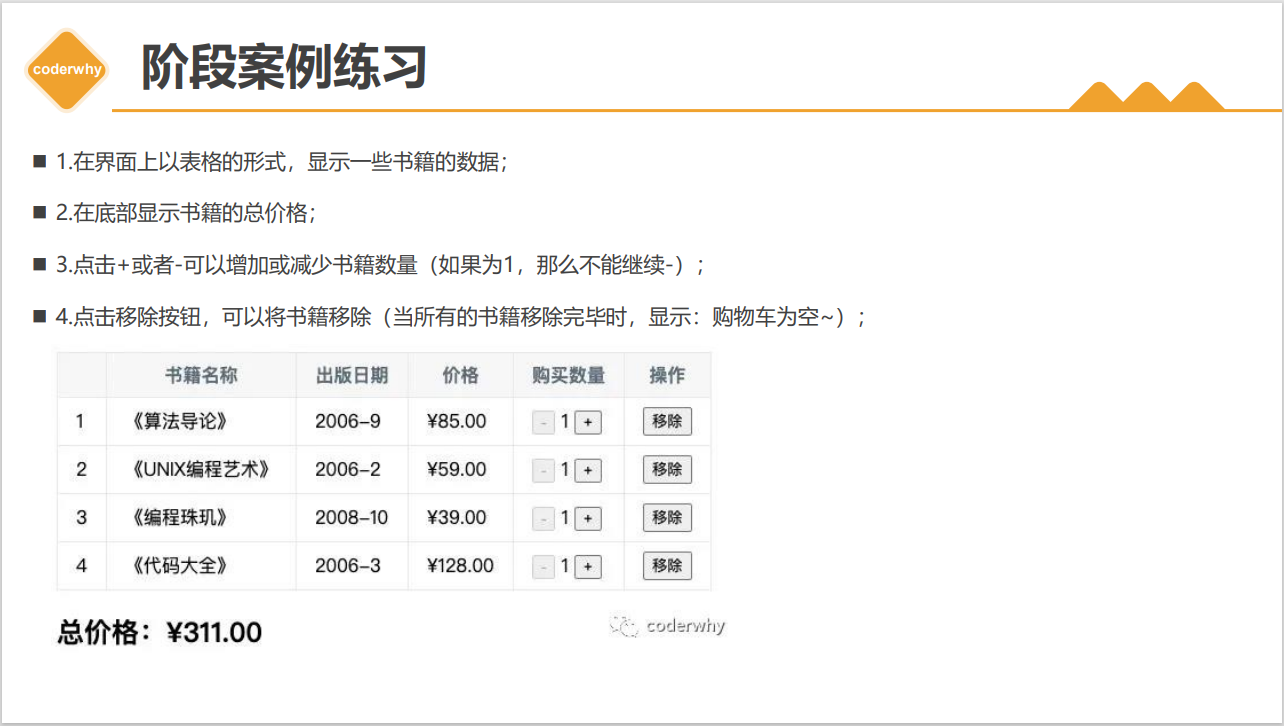 coderwhy
阶段案例练习
1.在界面上以表格的形式，显示一些书籍的数据；
2.在底部显示书籍的总价格；
3.点击+或者-可以增加或减少书籍数量（如果为1，那么不能继续-）；
4.点击移除按钮，可以将书籍移除（当所有的书籍移除完毕时，显示：购物车为空~）；
书籍名称 出版日期 价格 购买数量 操作
1 《算法导论》 2006-9 ¥85.00 - 1 + 移除
2 《UNIX编程艺术》 2006-2 ¥59.00 - 1 + 移除
3 《编程珠玑》 2008-10 ¥39.00 - 1 + 移除
4 《代码大全》 2006-3 ¥128.00 - 1 + 移除
总价格：¥311.00
coderwhy